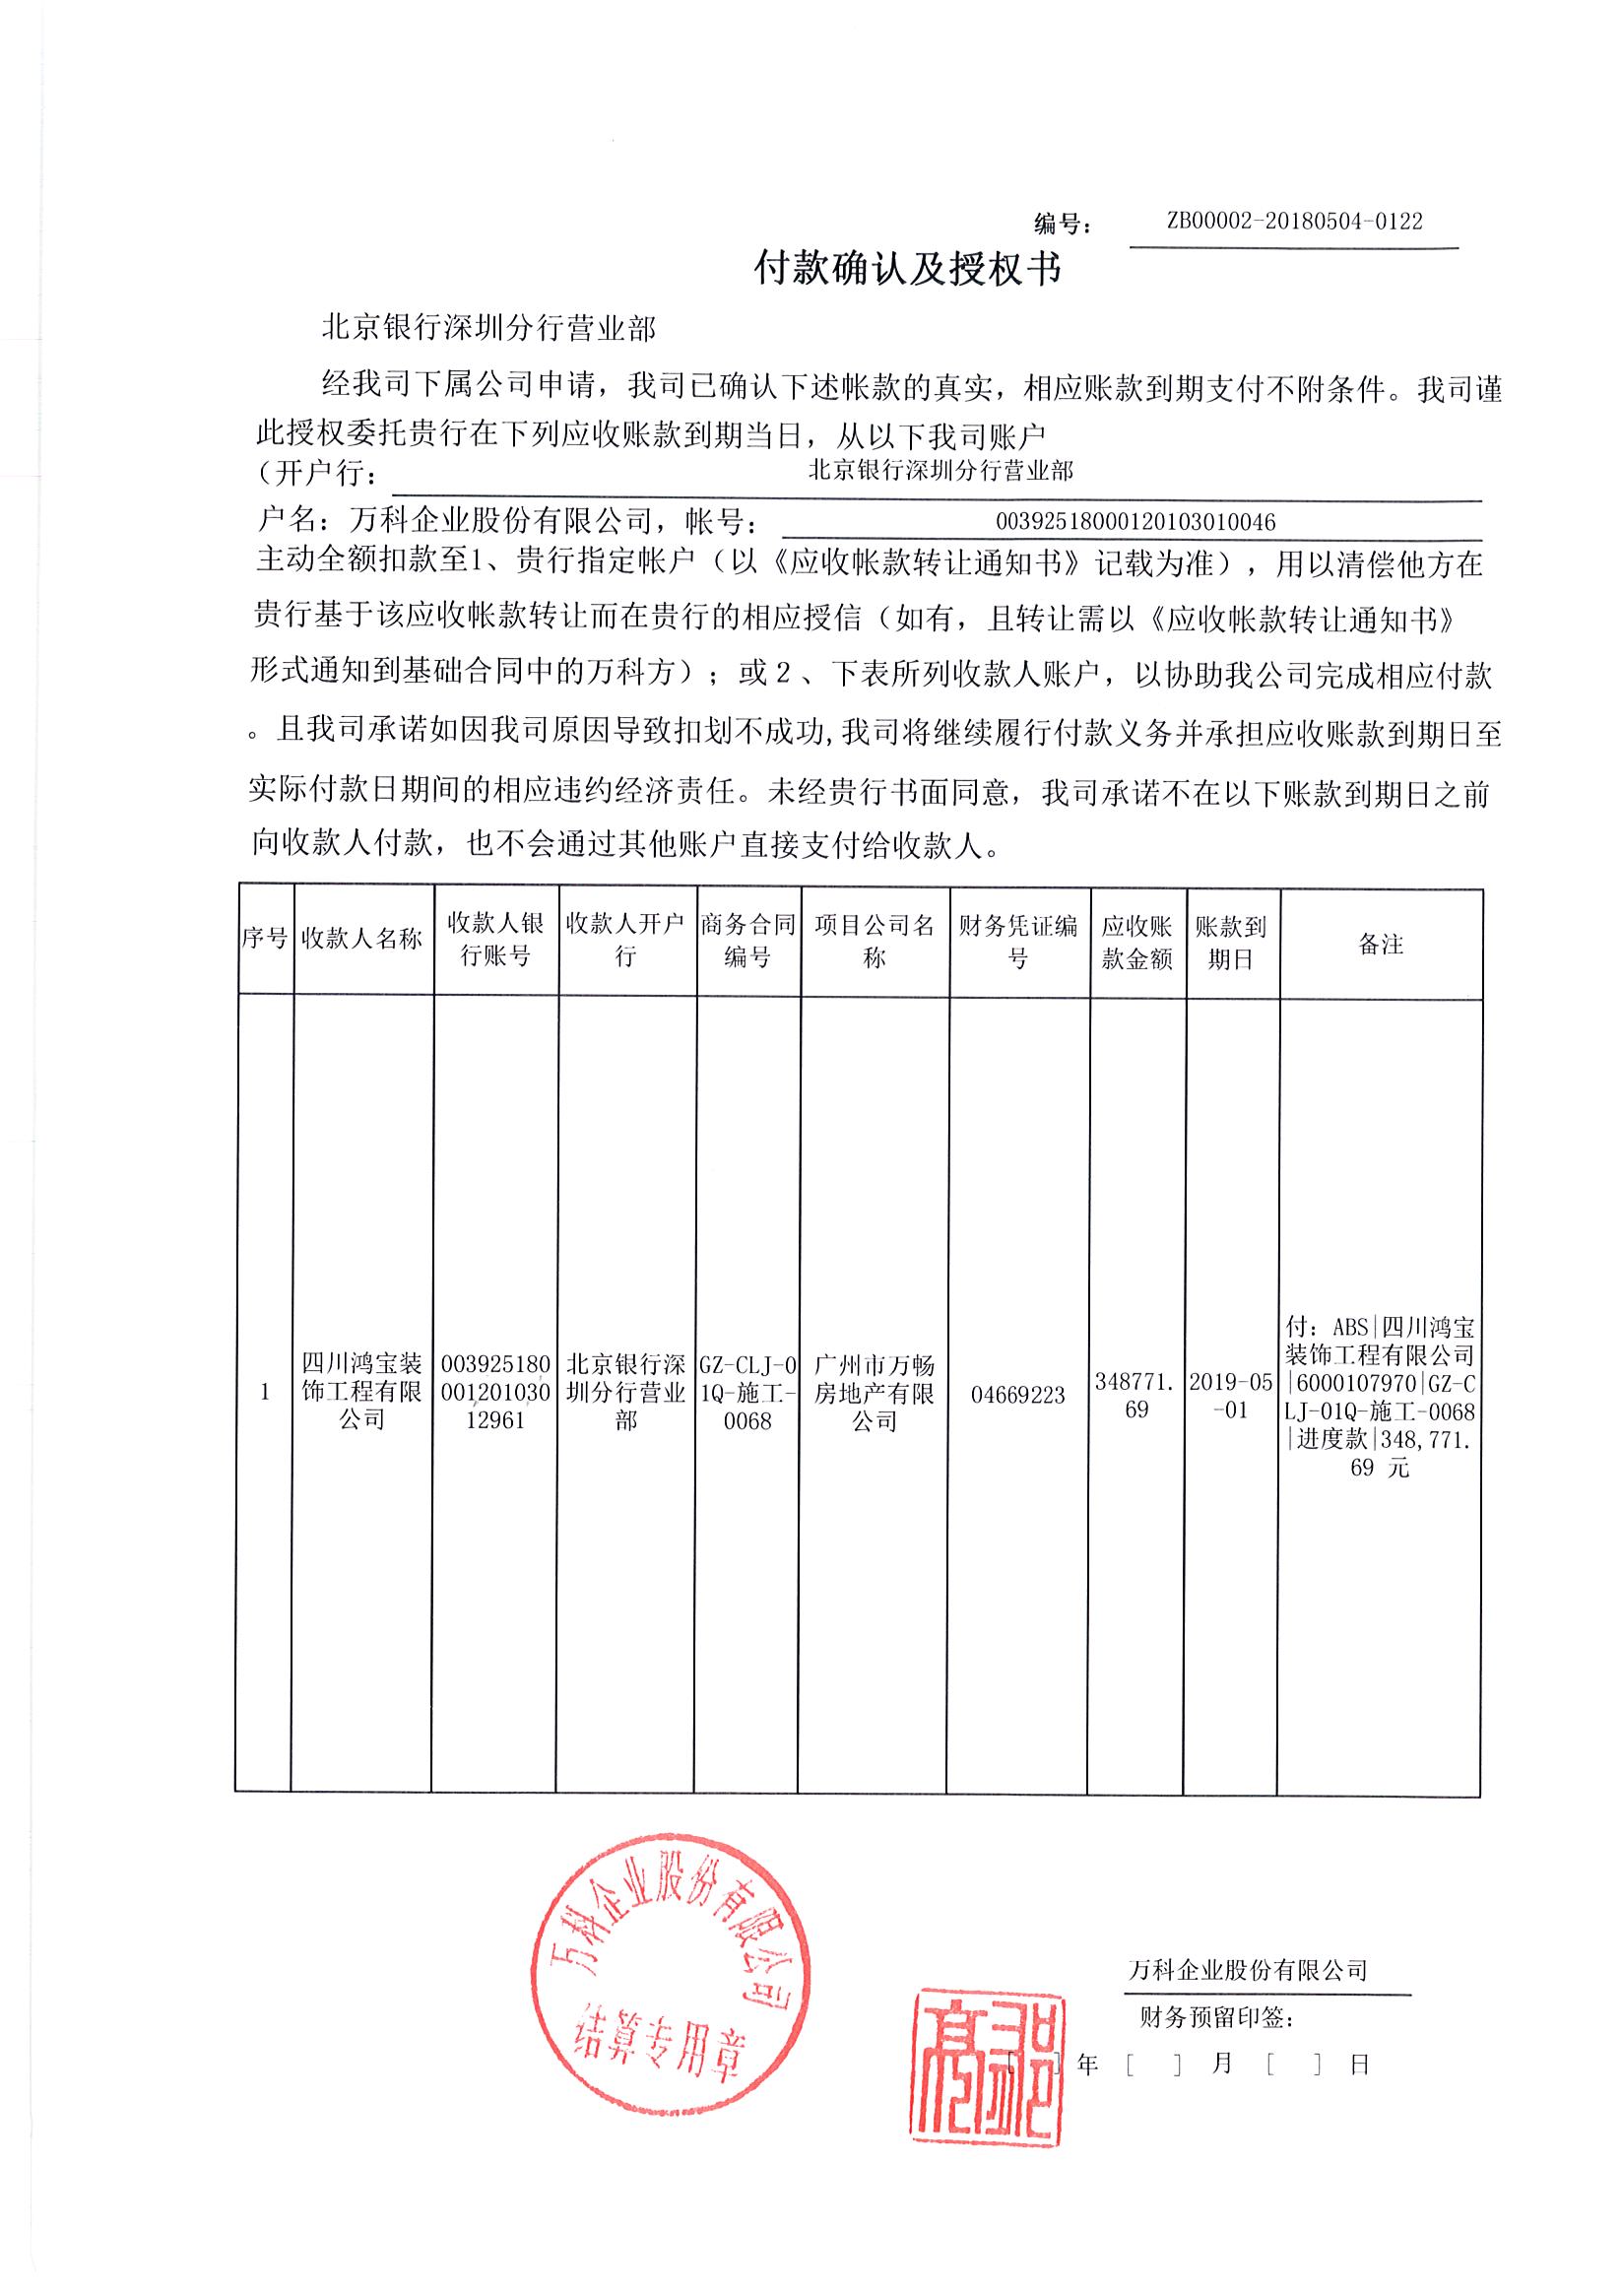 编号： ZB00002-20180504-0122
付款确认及授权书
北京银行深圳分行营业部
经我司下属公司申请，我司已确认下述帐款的真实，相应账款到期支付不附条件。我司谨
此授权委托贵行在下列应收账款到期当日，从以下我司账户
（开户行： 北京银行深圳分行营业部
户名：万科企业股份有限公司，帐号： 00392518000120103010046
主动全额扣款至1、贵行指定帐户（以《应收帐款转让通知书》记载为准），用以清偿他方在
贵行基于该应收帐款转让而在贵行的相应授信（如有，且转让需以《应收帐款转让通知书》
形式通知到基础合同中的万科方）；或２、下表所列收款人账户，以协助我公司完成相应付款
。且我司承诺如因我司原因导致扣划不成功,我司将继续履行付款义务并承担应收账款到期日至
实际付款日期间的相应违约经济责任。未经贵行书面同意，我司承诺不在以下账款到期日之前
向收款人付款，也不会通过其他账户直接支付给收款人。
序号
收款人名称
收款人银
行账号
收款人开户
行
商务合同
编号
项目公司名
称
财务凭证编
号
应收账
款金额
账款到
期日
备注
1
四川鸿宝装
饰工程有限
公司
003925180
001201030
12961
北京银行深
圳分行营业
部
GZ-CLJ-0
1Q-施工-
0068
广州市万畅
房地产有限
公司
04669223
348771.
69
2019-05
-01
付：ABS|四川鸿宝
装饰工程有限公司
|6000107970|GZ-C
LJ-01Q-施工-0068
|进度款|348,771.
69 元
万科企业股份有限公司
结算专用章
万科企业股份有限公司
财务预留印签：
[ ] 年 [ ] 月 [ ] 日